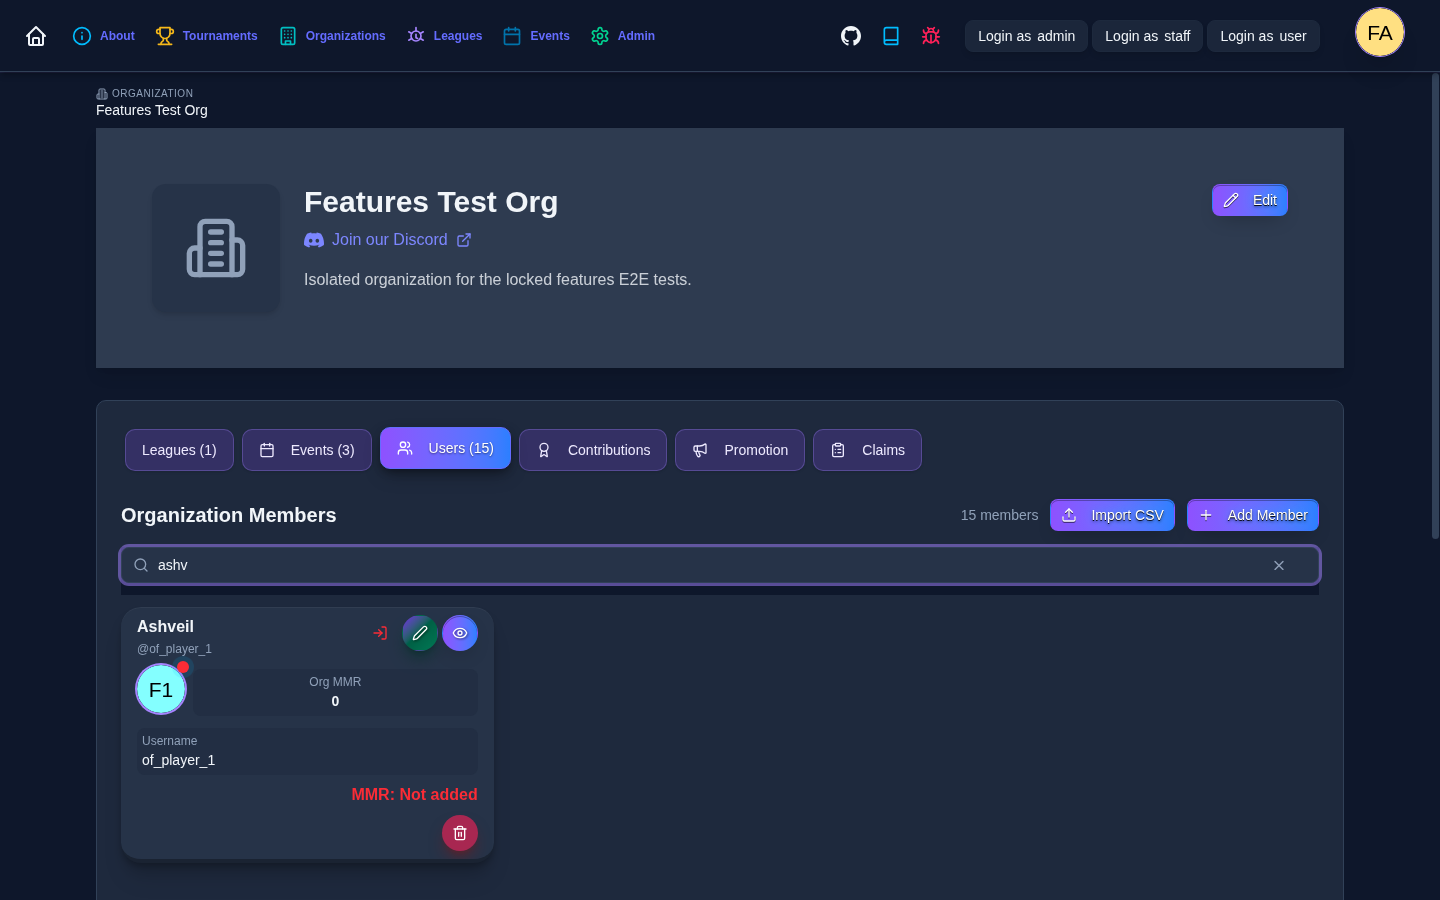 About
Tournaments
Organizations
Leagues
Events
Admin
Login as admin
Login as staff
Login as user
FA
ORGANIZATION
Features Test Org
Features Test Org
Edit
Join our Discord
Isolated organization for the locked features E2E tests.
Leagues (1)
Events (3)
Users (15)
Contributions
Promotion
Claims
Organization Members
15 members
Import CSV
Add Member
ashv
Ashveil
@of_player_1
F1
Org MMR
0
Username
of_player_1
MMR: Not added